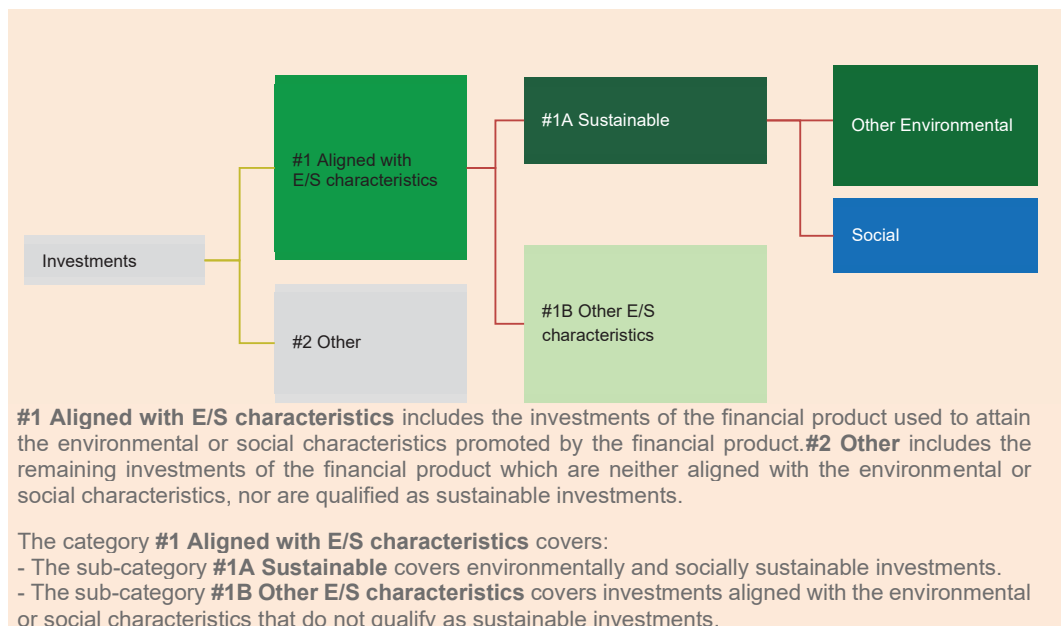 #1A Sustainable
Other Environmental
#1 Aligned with
E/S characteristics
Social
Investments
#1B Other E/S
characteristics
#2 Other
#1 Aligned with E/S characteristics includes the investments of the financial product used to attain
the environmental or social characteristics promoted by the financial product.#2 Other includes the
remaining investments of the financial product which are neither aligned with the environmental or
social characteristics, nor are qualified as sustainable investments.
The category #1 Aligned with E/S characteristics covers:
- The sub-category #1A Sustainable covers environmentally and socially sustainable investments.
- The sub-category #1B Other E/S characteristics covers investments aligned with the environmental
or social characteristics that do not qualify as sustainable investments.